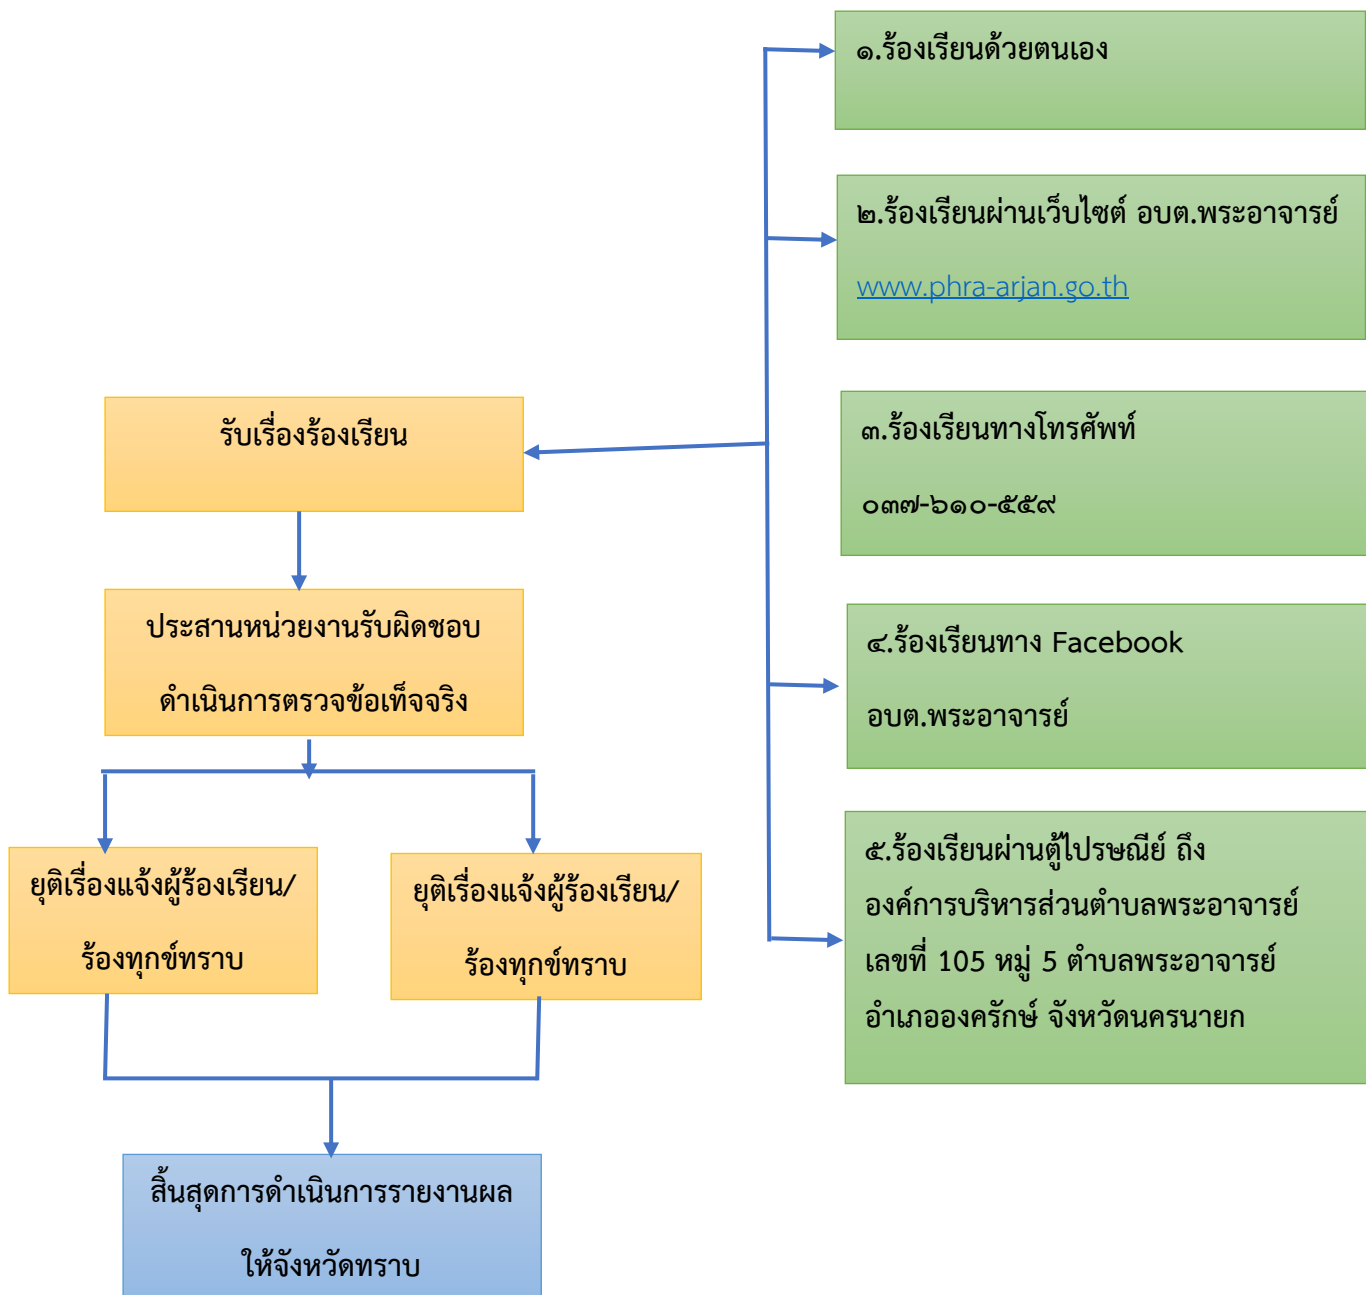 ๑.ร้องเรียนด้วยตนเอง
๒.ร้องเรียนผ่านเว็บไซต์ อบต.พระอาจารย์
www.phra-arjan.go.th
รับเรื่องร้องเรียน
๓.ร้องเรียนทางโทรศัพท์
๐๓๗-๖๑๐-๕๕๙
ประสานหน่วยงานรับผิดชอบ
ดำเนินการตรวจข้อเท็จจริง
๔.ร้องเรียนทาง Facebook
อบต.พระอาจารย์
ยุติเรื่องแจ้งผู้ร้องเรียน/
ร้องทุกข์ทราบ
ยุติเรื่องแจ้งผู้ร้องเรียน/
ร้องทุกข์ทราบ
๕.ร้องเรียนผ่านตู้ไปรษณีย์ ถึง
องค์การบริหารส่วนตำบลพระอาจารย์
เลขที่ 105 หมู่ 5 ตำบลพระอาจารย์
อำเภอองครักษ์ จังหวัดนครนายก
สิ้นสุดการดำเนินการรายงานผล
ให้จังหวัดทราบ